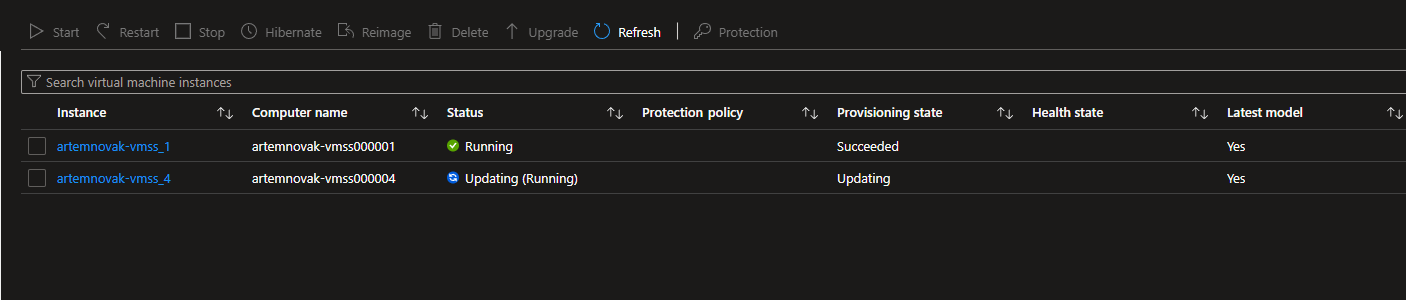 Start Restart Stop Hibernate Reimage Delete Upgrade Refresh Protection
Search virtual machine instances
Instance Computer name Status Protection policy Provisioning state Health state Latest model
artemnovak-vmss_1 artemnovak-vmss000001 Running Succeeded Yes
artemnovak-vmss_4 artemnovak-vmss000004 Updating (Running) Updating Yes